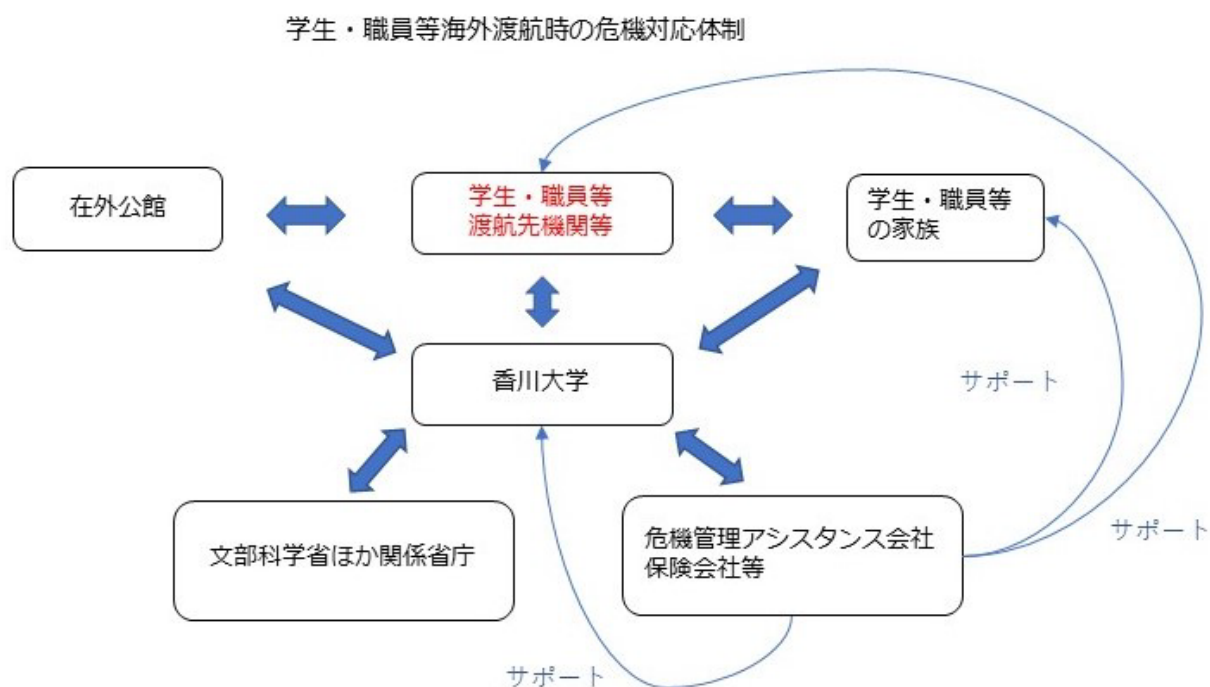 学生・職員等海外渡航時の危機対応体制
在外公館
学生・職員等
渡航先機関等
学生・職員等
の家族
香川大学
サポート
文部科学省ほか関係省庁
危機管理アシスタンス会社
保険会社等
サポート
サポート